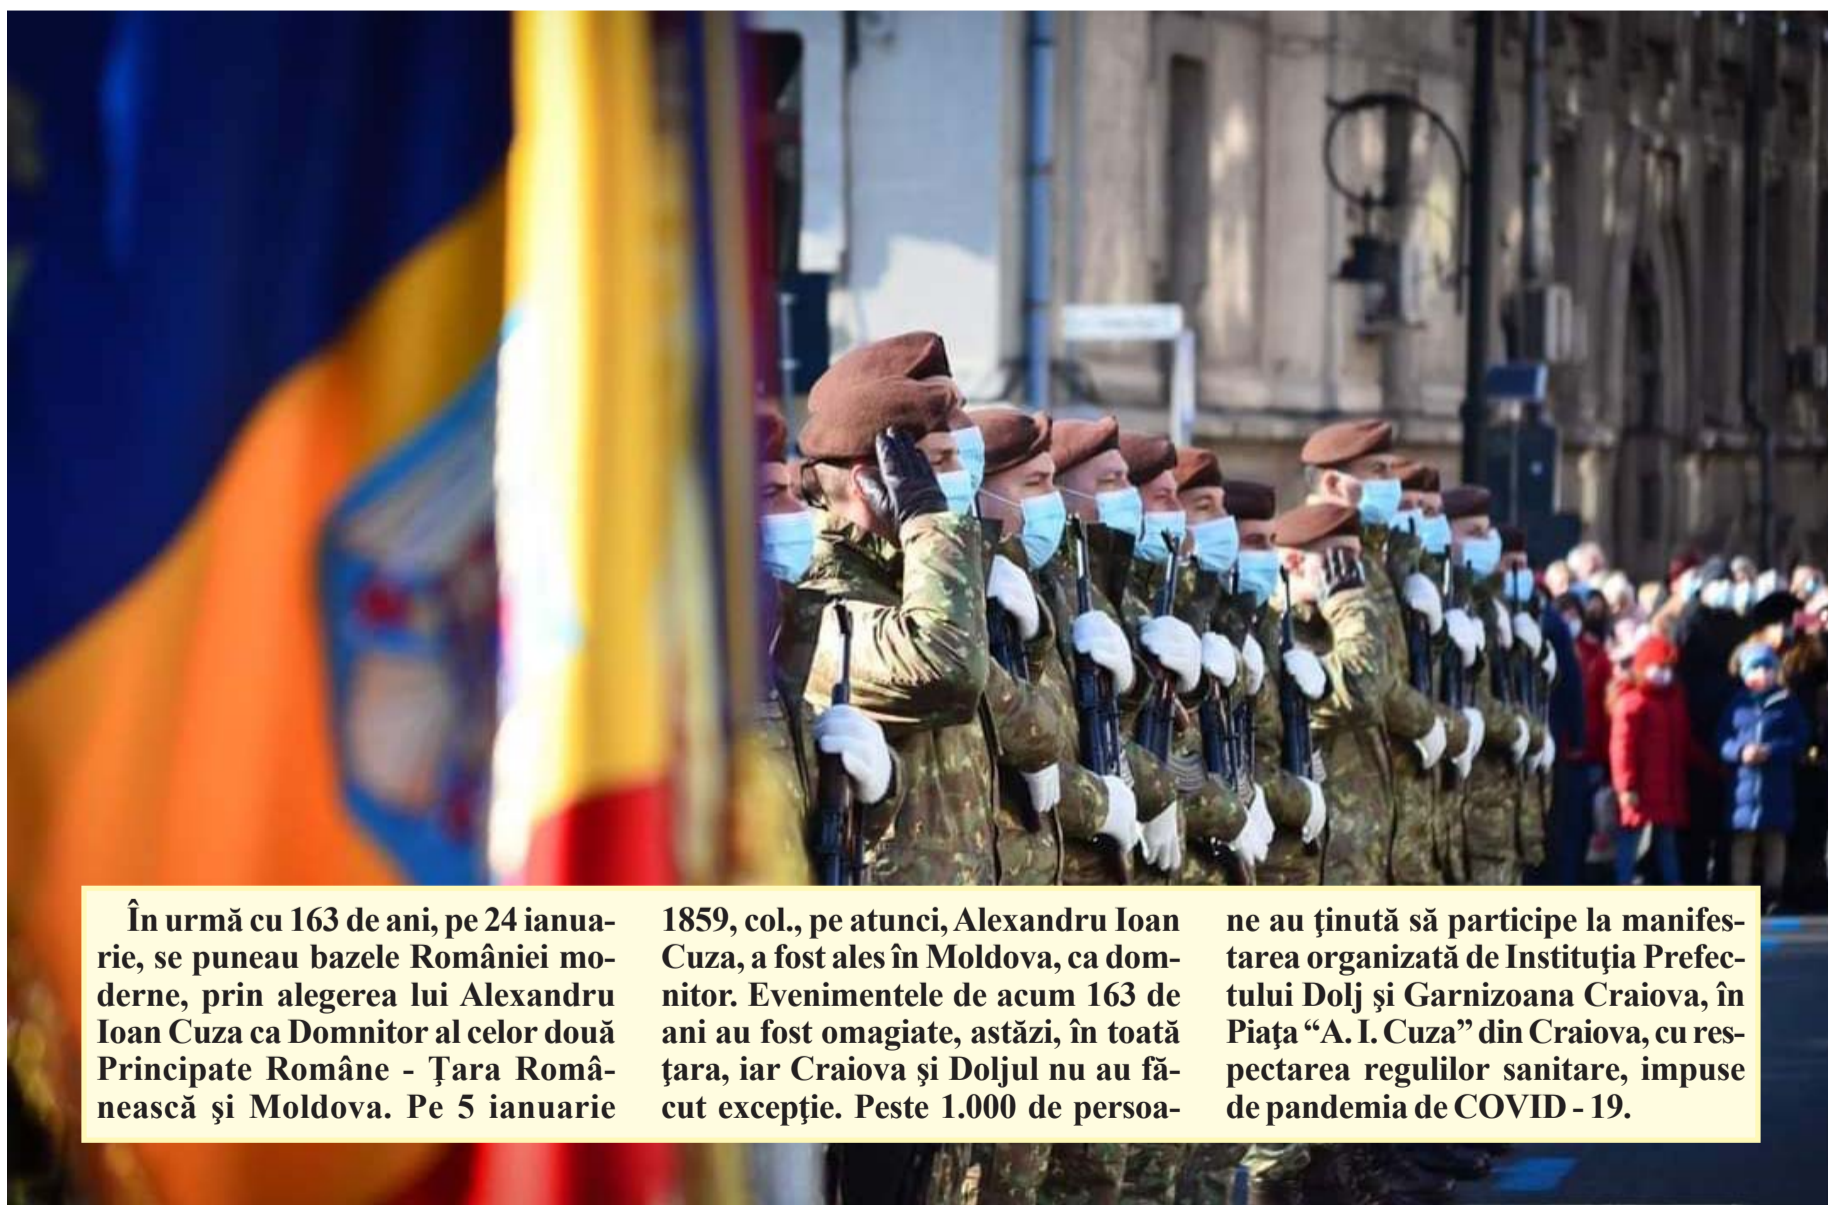 În urmă cu 163 de ani, pe 24 ianua-
rie, se puneau bazele României mo-
derne, prin alegerea lui Alexandru
Ioan Cuza ca Domnitor al celor două
Principate Române - Ţara Româ-
nească şi Moldova. Pe 5 ianuarie
1859, col., pe atunci, Alexandru Ioan
Cuza, a fost ales în Moldova, ca dom-
nitor. Evenimentele de acum 163 de
ani au fost omagiate, astăzi, în toată
ţara, iar Craiova şi Doljul nu au fă-
cut excepţie. Peste 1.000 de persoa-
ne au ţinută să participe la manifes-
tarea organizată de Instituţia Prefec-
tului Dolj şi Garnizoana Craiova, în
Piaţa “A. I. Cuza” din Craiova, cu res-
pectarea regulilor sanitare, impuse
de pandemia de COVID - 19.